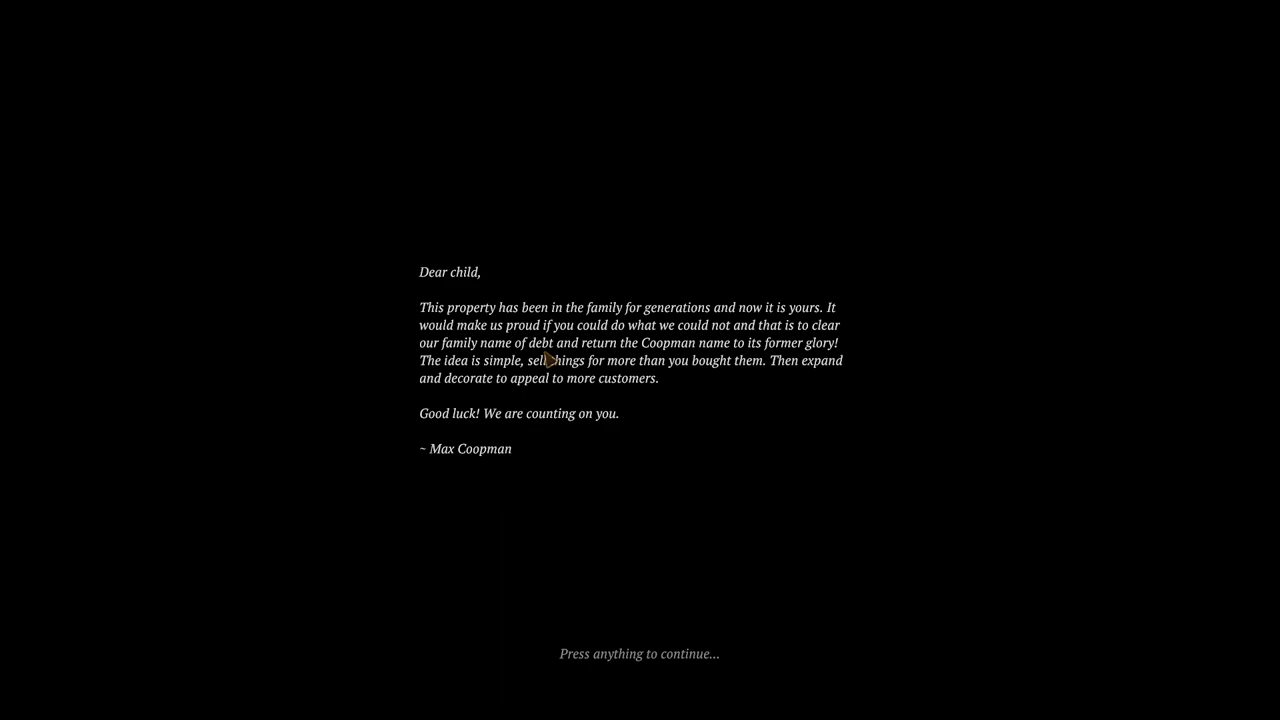 Dear child,
This property has been in the family for generations and now it is yours. It
would make us proud if you could do what we could not and that is to clear
our family name of debt and return the Coopman name to its former glory!
The idea is simple, sell things for more than you bought them. Then expand
and decorate to appeal to more customers.
Good luck! We are counting on you.
~ Max Coopman
Press anything to continue...